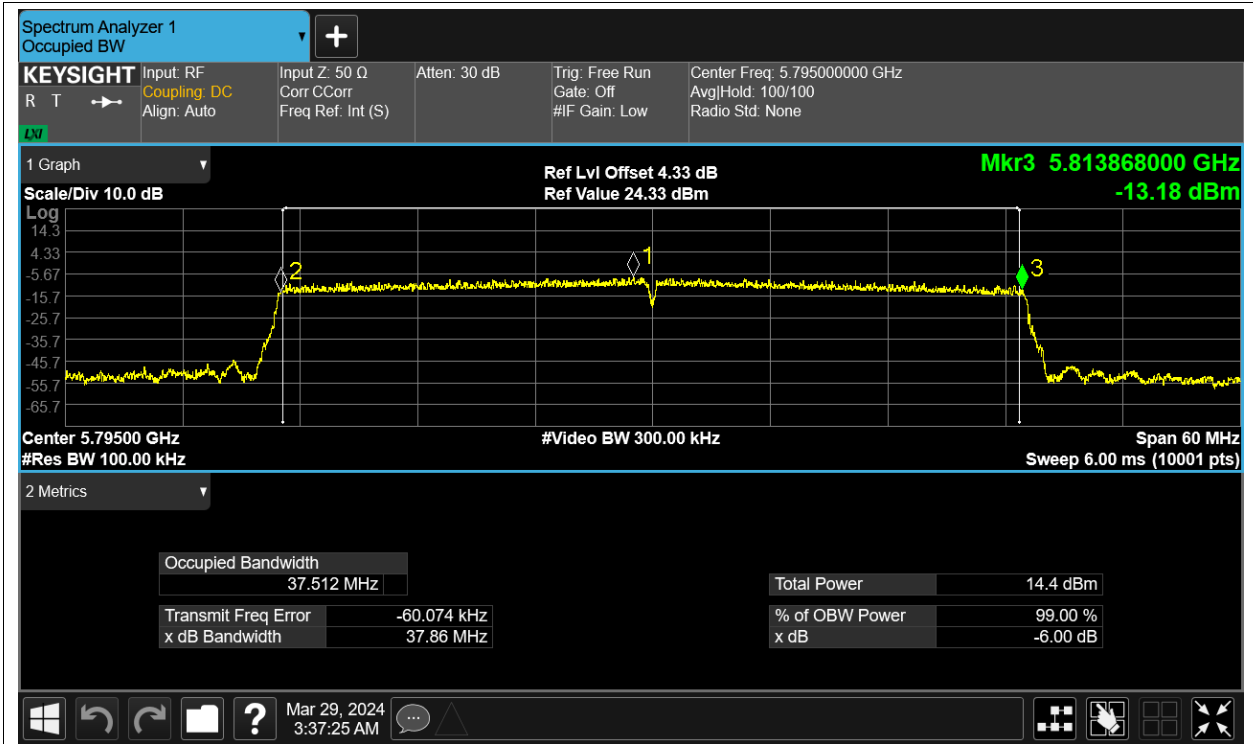 Spectrum Analyzer 1
Occupied BW
KEYSIGHT
R T
LXI
Input: RF
Coupling: DC
Align: Auto
Input Z: 50 Ω
Corr CCorr
Freq Ref: Int (S)
Atten: 30 dB
Trig: Free Run
Gate: Off
#IF Gain: Low
Center Freq: 5.795000000 GHz
Avg|Hold: 100/100
Radio Std: None
1 Graph
Ref Lvl Offset 4.33 dB
Mkr3 5.813868000 GHz
Scale/Div 10.0 dB
Ref Value 24.33 dBm
-13.18 dBm
Log
14.3
4.33
-5.67
-15.7
-25.7
-35.7
-45.7
-55.7
-65.7
2
1
3
Center 5.79500 GHz
#Video BW 300.00 kHz
Span 60 MHz
#Res BW 100.00 kHz
Sweep 6.00 ms (10001 pts)
2 Metrics
Occupied Bandwidth
37.512 MHz
Total Power 14.4 dBm
Transmit Freq Error -60.074 kHz
% of OBW Power 99.00 %
x dB Bandwidth 37.86 MHz
x dB -6.00 dB
?
Mar 29, 2024
3:37:25 AM